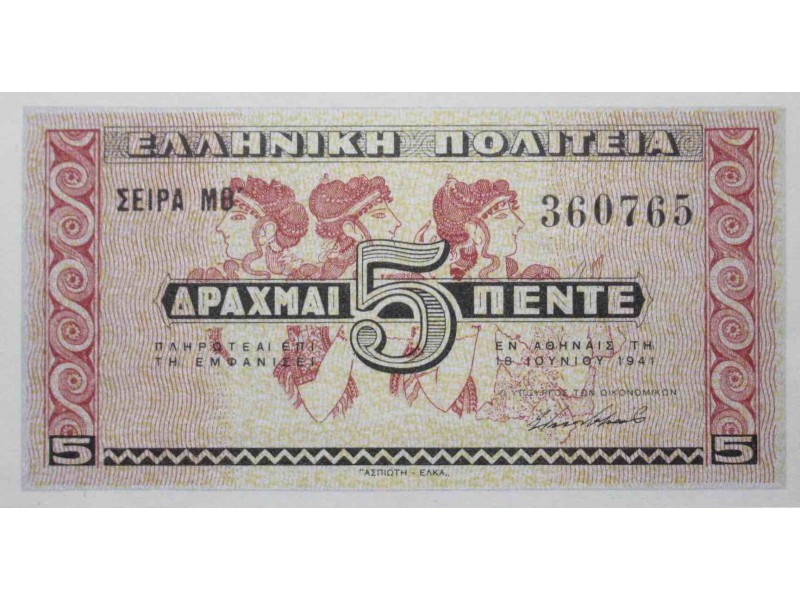 ΕΛΛΗΝΙΚΗ ΠΟΛΙΤΕΙΑ
ΣΕΙΡΑ ΜΘ´ 360765
ΔΡΑΧΜΑΙ 5 ΠΕΝΤΕ
ΠΛΗΡΩΤΕΑΙ ΕΠΙ
ΤΗ ΕΜΦΑΝΙΣΕΙ
ΕΝ ΑΘΗΝΑΙΣ ΤΗ
18 ΙΟΥΝΙΟΥ 1941
Ο ΥΠΟΥΡΓΟΣ ΤΩΝ ΟΙΚΟΝΟΜΙΚΩΝ
5 5
"ΑΣΠΙΩΤΗ - ΕΛΚΑ"